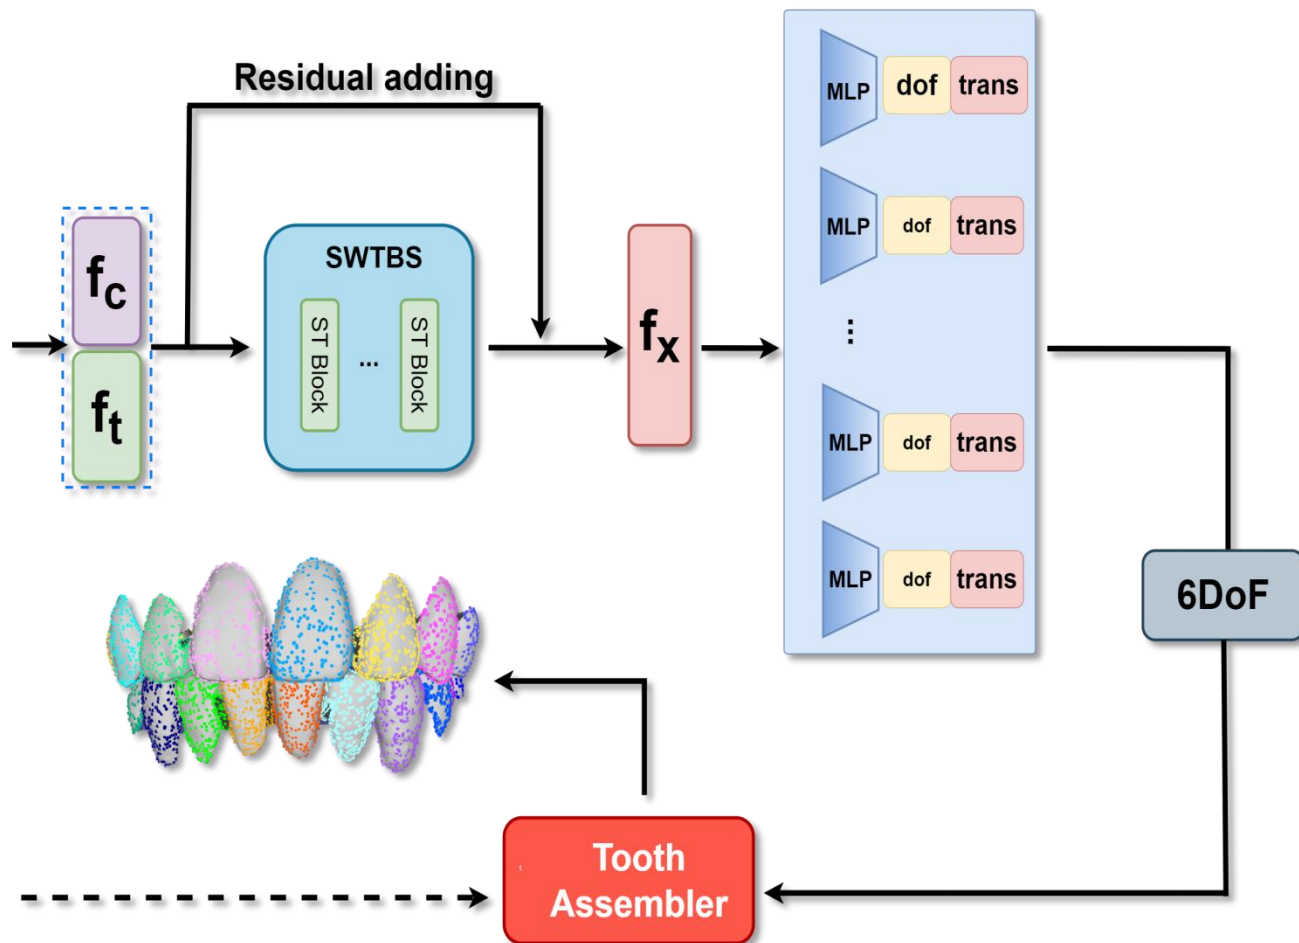 Residual adding
MLP dof trans
MLP dof trans
...
MLP dof trans
MLP dof trans
fc
ft
SWTBS
ST Block ... ST Block
fx
6DoF
Tooth
Assembler